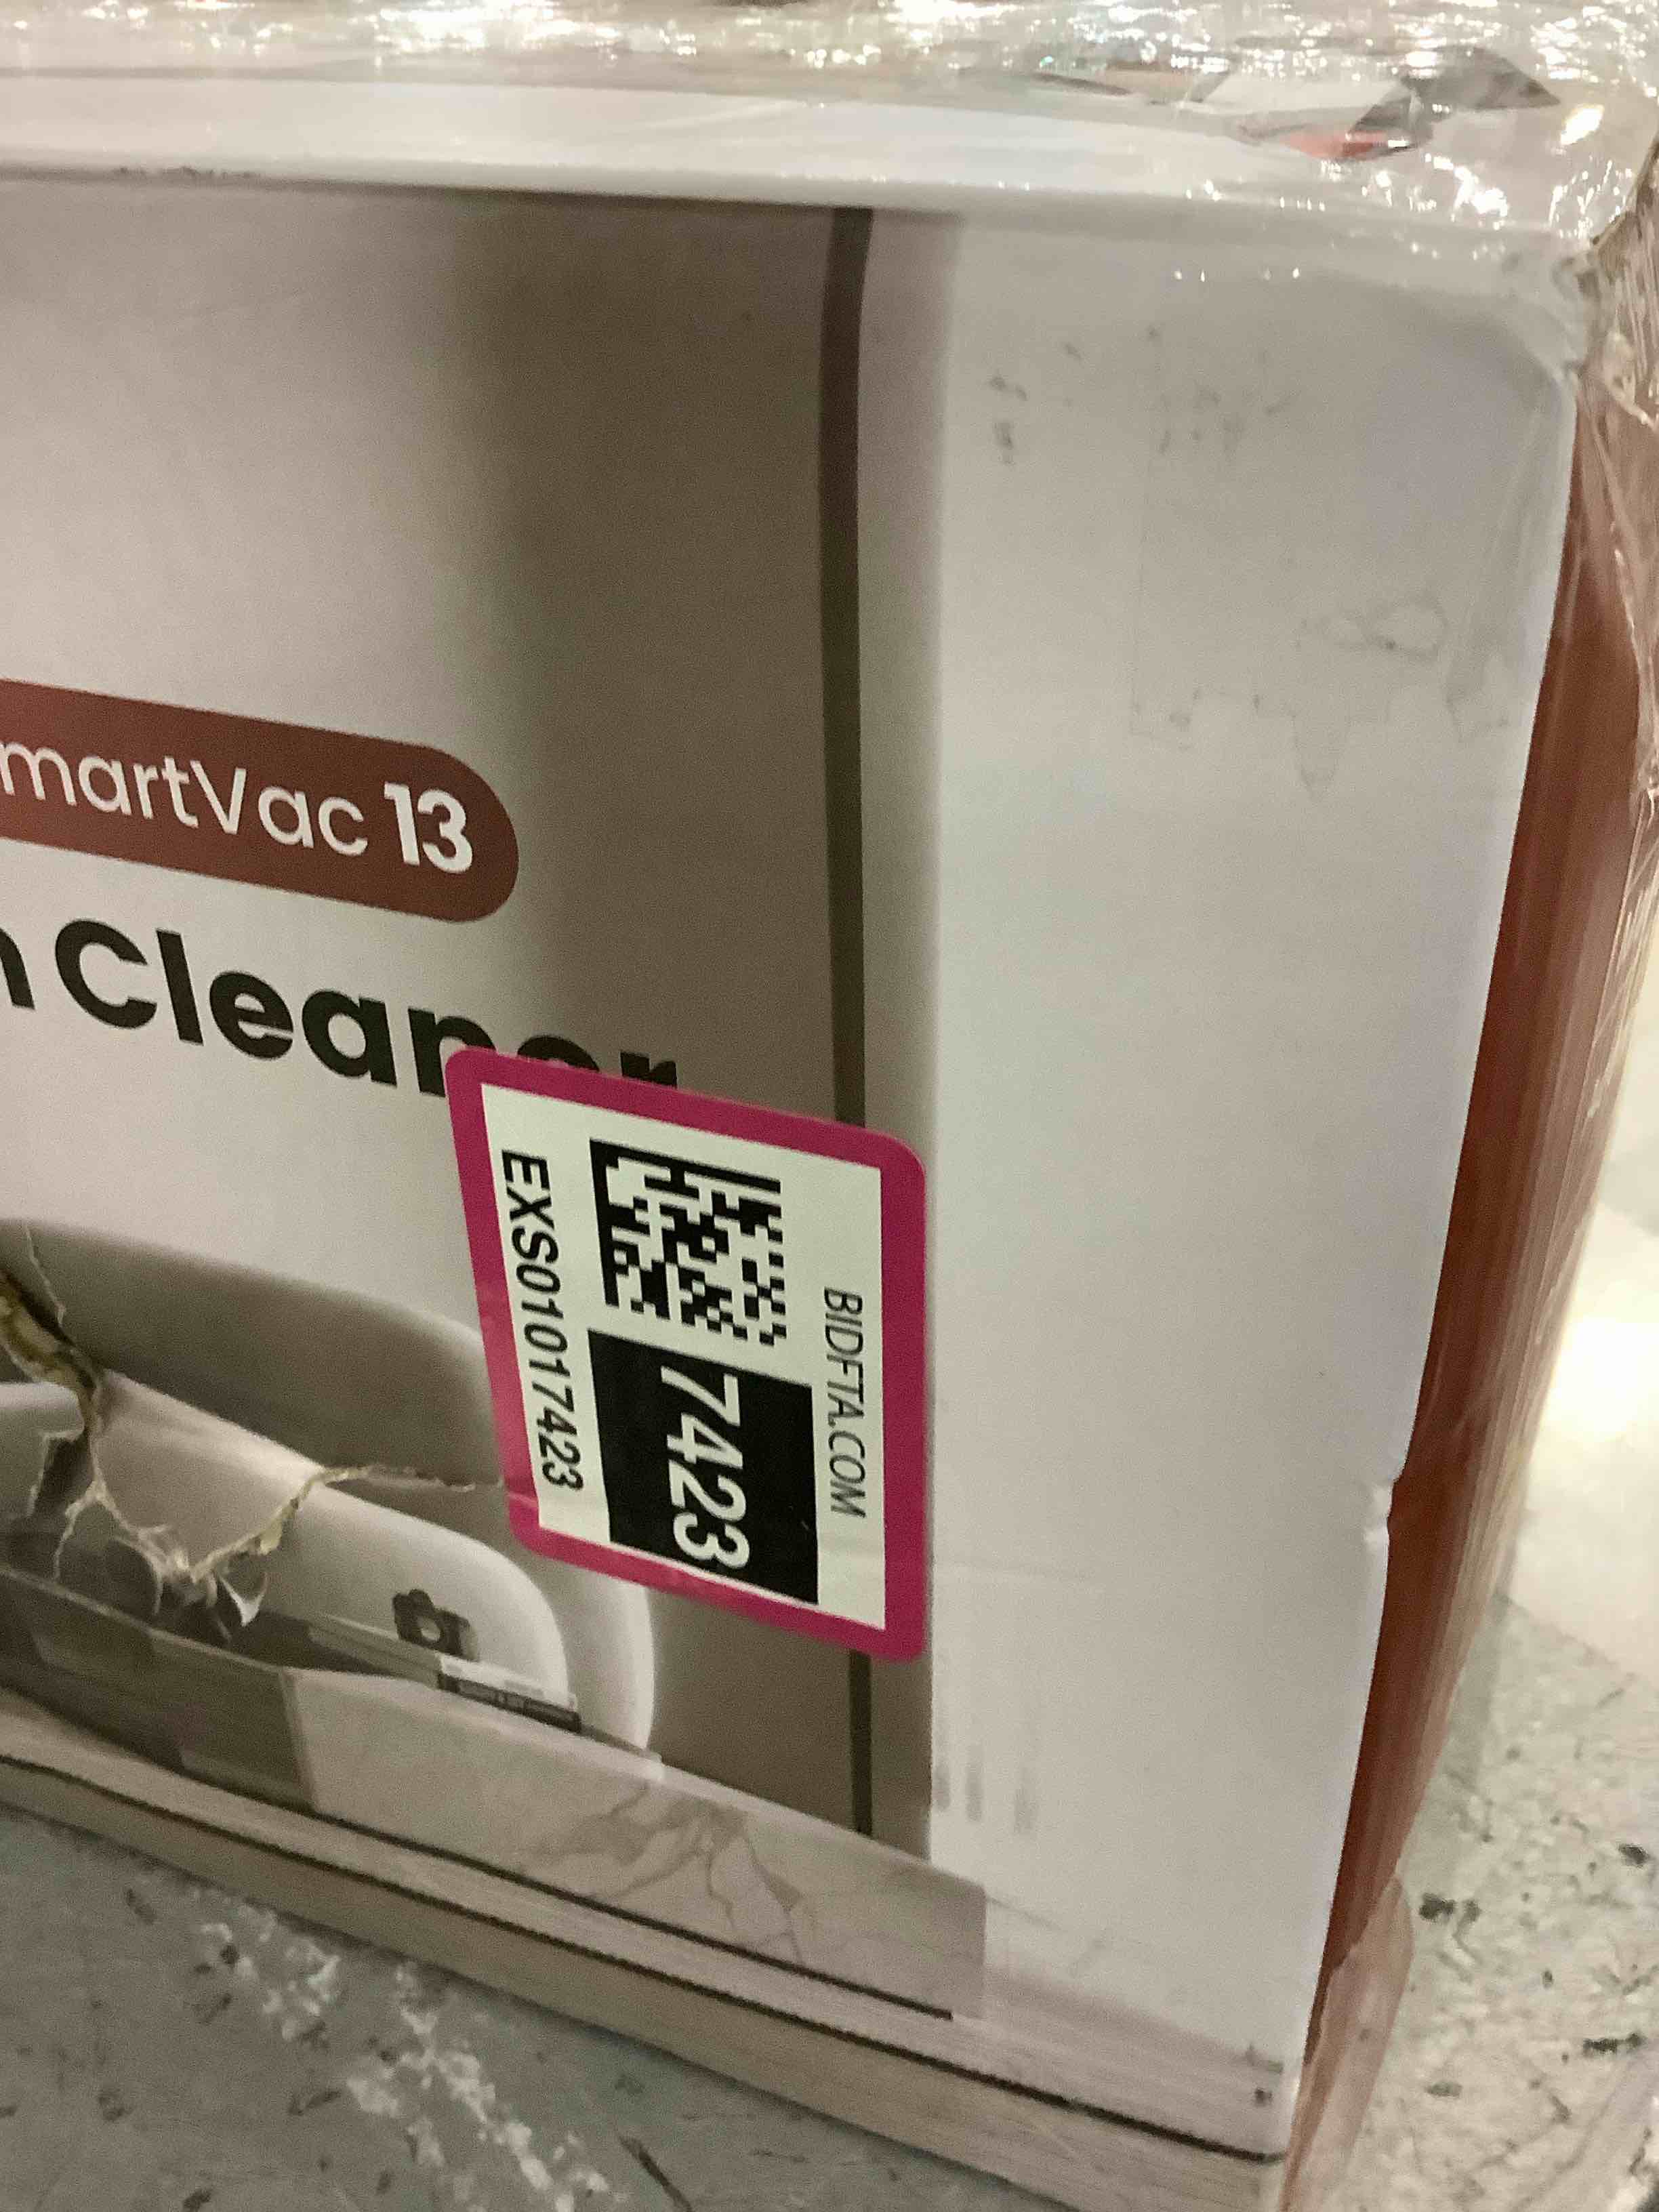 martVac 13
n Cleaner
BIDFTA.COM
7423
EXS01017423